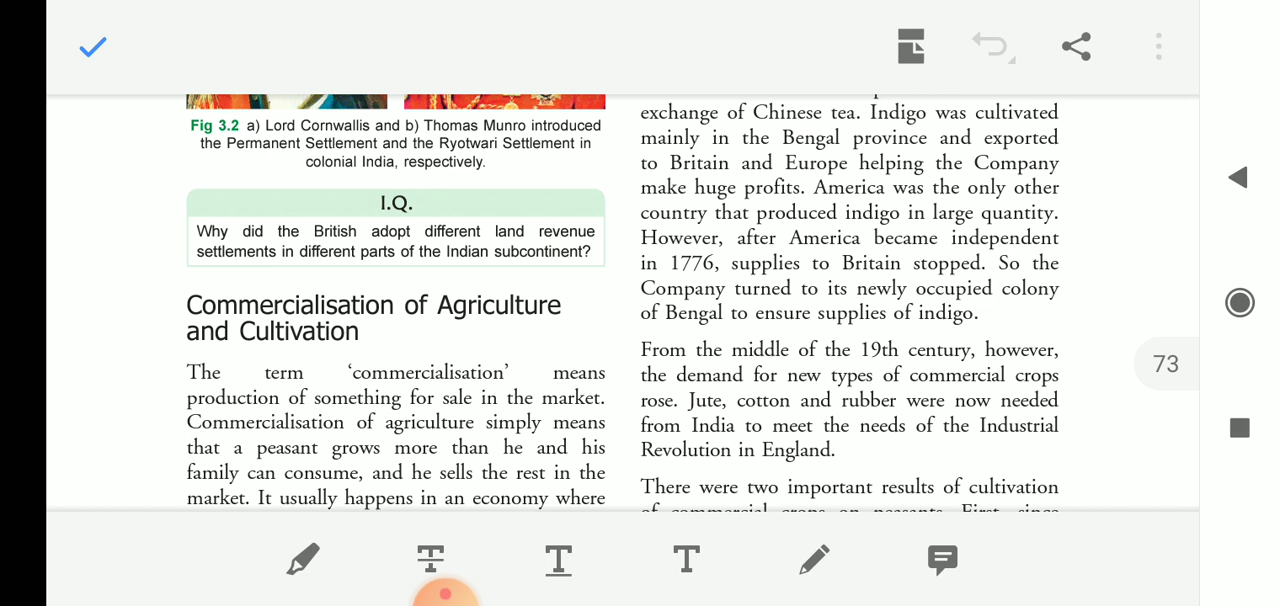 Fig 3.2 a) Lord Cornwallis and b) Thomas Munro introduced
the Permanent Settlement and the Ryotwari Settlement in
colonial India, respectively.
I.Q.
Why did the British adopt different land revenue
settlements in different parts of the Indian subcontinent?
Commercialisation of Agriculture
and Cultivation
The term ‘commercialisation’ means
production of something for sale in the market.
Commercialisation of agriculture simply means
that a peasant grows more than he and his
family can consume, and he sells the rest in the
market. It usually happens in an economy where
exchange of Chinese tea. Indigo was cultivated
mainly in the Bengal province and exported
to Britain and Europe helping the Company
make huge profits. America was the only other
country that produced indigo in large quantity.
However, after America became independent
in 1776, supplies to Britain stopped. So the
Company turned to its newly occupied colony
of Bengal to ensure supplies of indigo.
From the middle of the 19th century, however,
the demand for new types of commercial crops
rose. Jute, cotton and rubber were now needed
from India to meet the needs of the Industrial
Revolution in England.
There were two important results of cultivation
of commercial crops on peasants. First, since
73
T
T
T